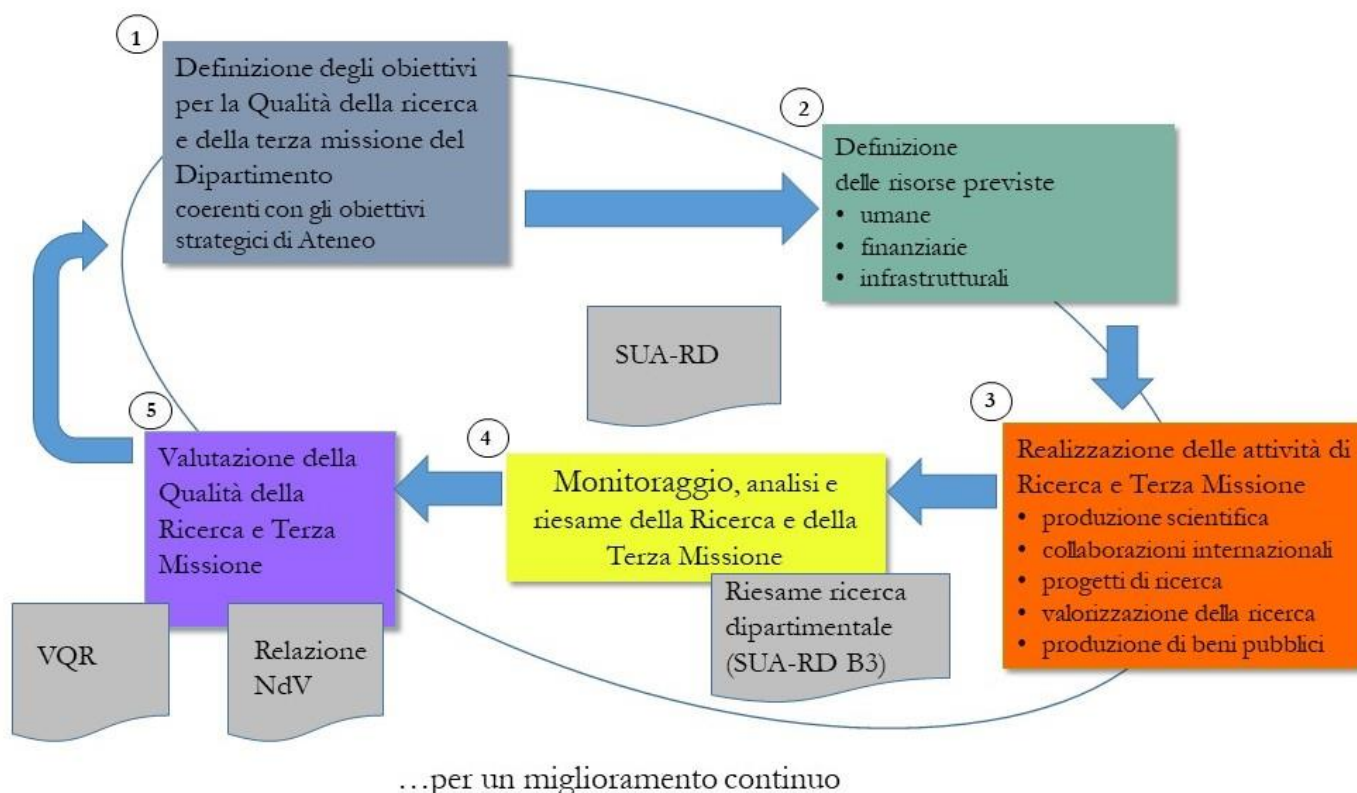 1
Definizione degli obiettivi
per la Qualità della ricerca
e della terza missione del
Dipartimento
coerenti con gli obiettivi
strategici di Ateneo
2
Definizione
delle risorse previste
• umane
• finanziarie
• infrastrutturali
SUA-RD
3
Realizzazione delle attività di
Ricerca e Terza Missione
• produzione scientifica
• collaborazioni internazionali
• progetti di ricerca
• valorizzazione della ricerca
• produzione di beni pubblici
4
Monitoraggio, analisi e
riesame della Ricerca e della
Terza Missione
Riesame ricerca
dipartimentale
(SUA-RD B3)
5
Valutazione della
Qualità della
Ricerca e Terza
Missione
VQR
Relazione
NdV
…per un miglioramento continuo